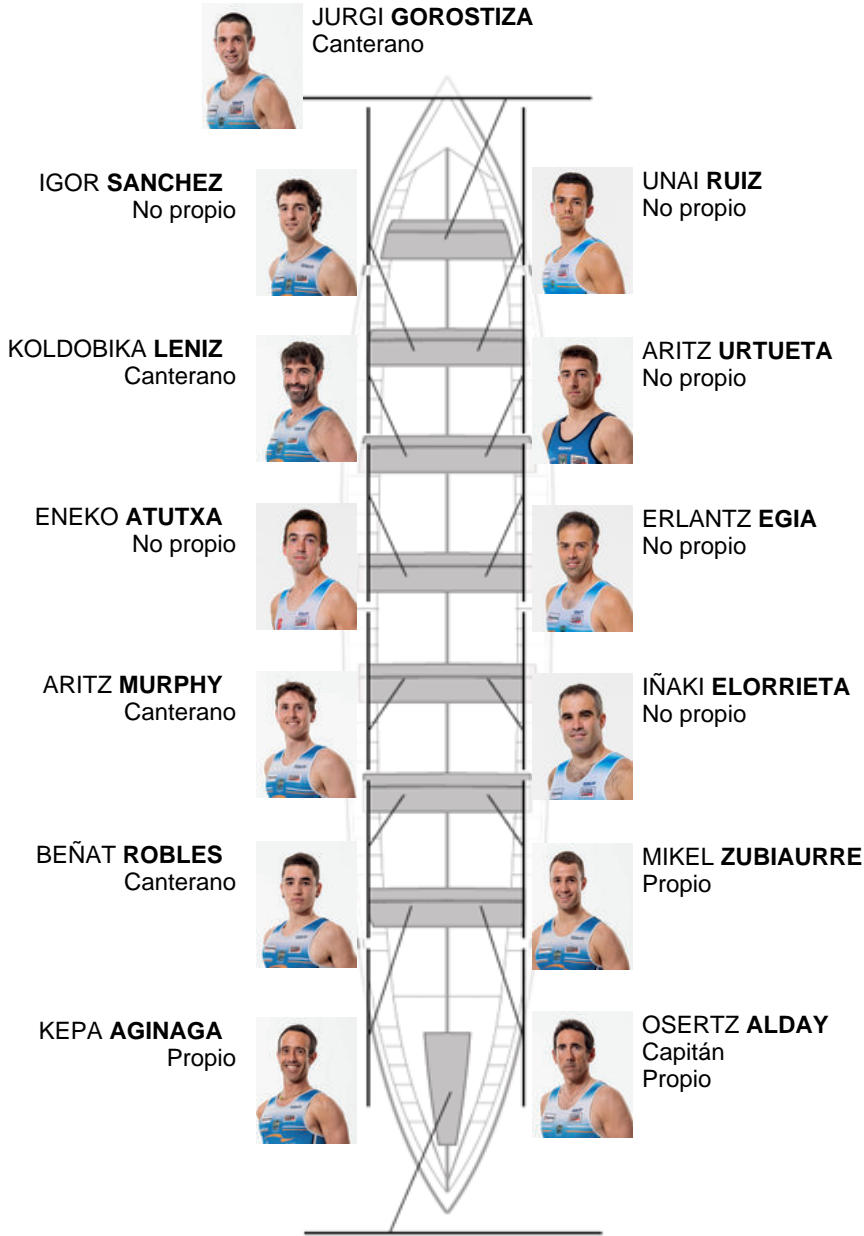 JURGI GOROSTIZA
Canterano
IGOR SANCHEZ
No propio
UNAI RUIZ
No propio
KOLDOBIKA LENIZ
Canterano
ARITZ URTUETA
No propio
ENEKO ATUTXA
No propio
ERLANTZ EGIA
No propio
ARITZ MURPHY
Canterano
IÑAKI ELORRIETA
No propio
BEÑAT ROBLES
Canterano
MIKEL ZUBIAURRE
Propio
KEPA AGINAGA
Propio
OSERTZ ALDAY
Capitán
Propio